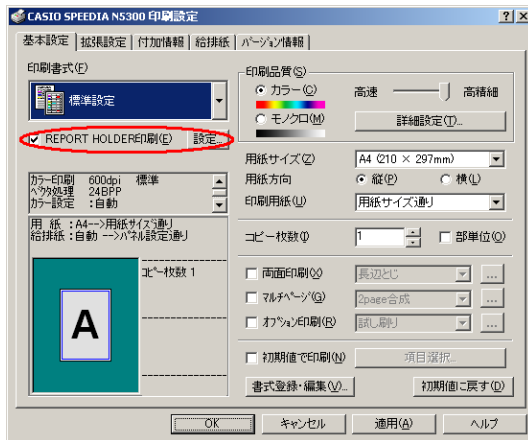 CASIO SPEEDIA N5300 印刷設定
基本設定 拡張設定 付加情報 給排紙 バージョン情報
印刷書式(F)
標準設定
REPORT HOLDER印刷(E) 設定...
カラー印刷 600dpi 標準
ベクタ処理 24BPP
カラー設定 :自動
用 紙 :A4-->用紙サイズ通り
給排紙 :自動 -->パネル設定通り
コピー枚数 1
A
印刷品質(S)
カラー(C) 高速 高精細
モノクロ(M) 詳細設定(T)...
用紙サイズ(Z) A4 (210 × 297mm)
用紙方向 縦(P) 横(L)
印刷用紙(U) 用紙サイズ通り
コピー枚数(I) 1 部単位(O)
両面印刷(X) 長辺とじ ...
マルチページ(G) 2page合成 ...
オプション印刷(R) 試し刷り ...
初期値で印刷(N) 項目選択...
書式登録・編集(V)... 初期値に戻す(D)
OK キャンセル 適用(A) ヘルプ